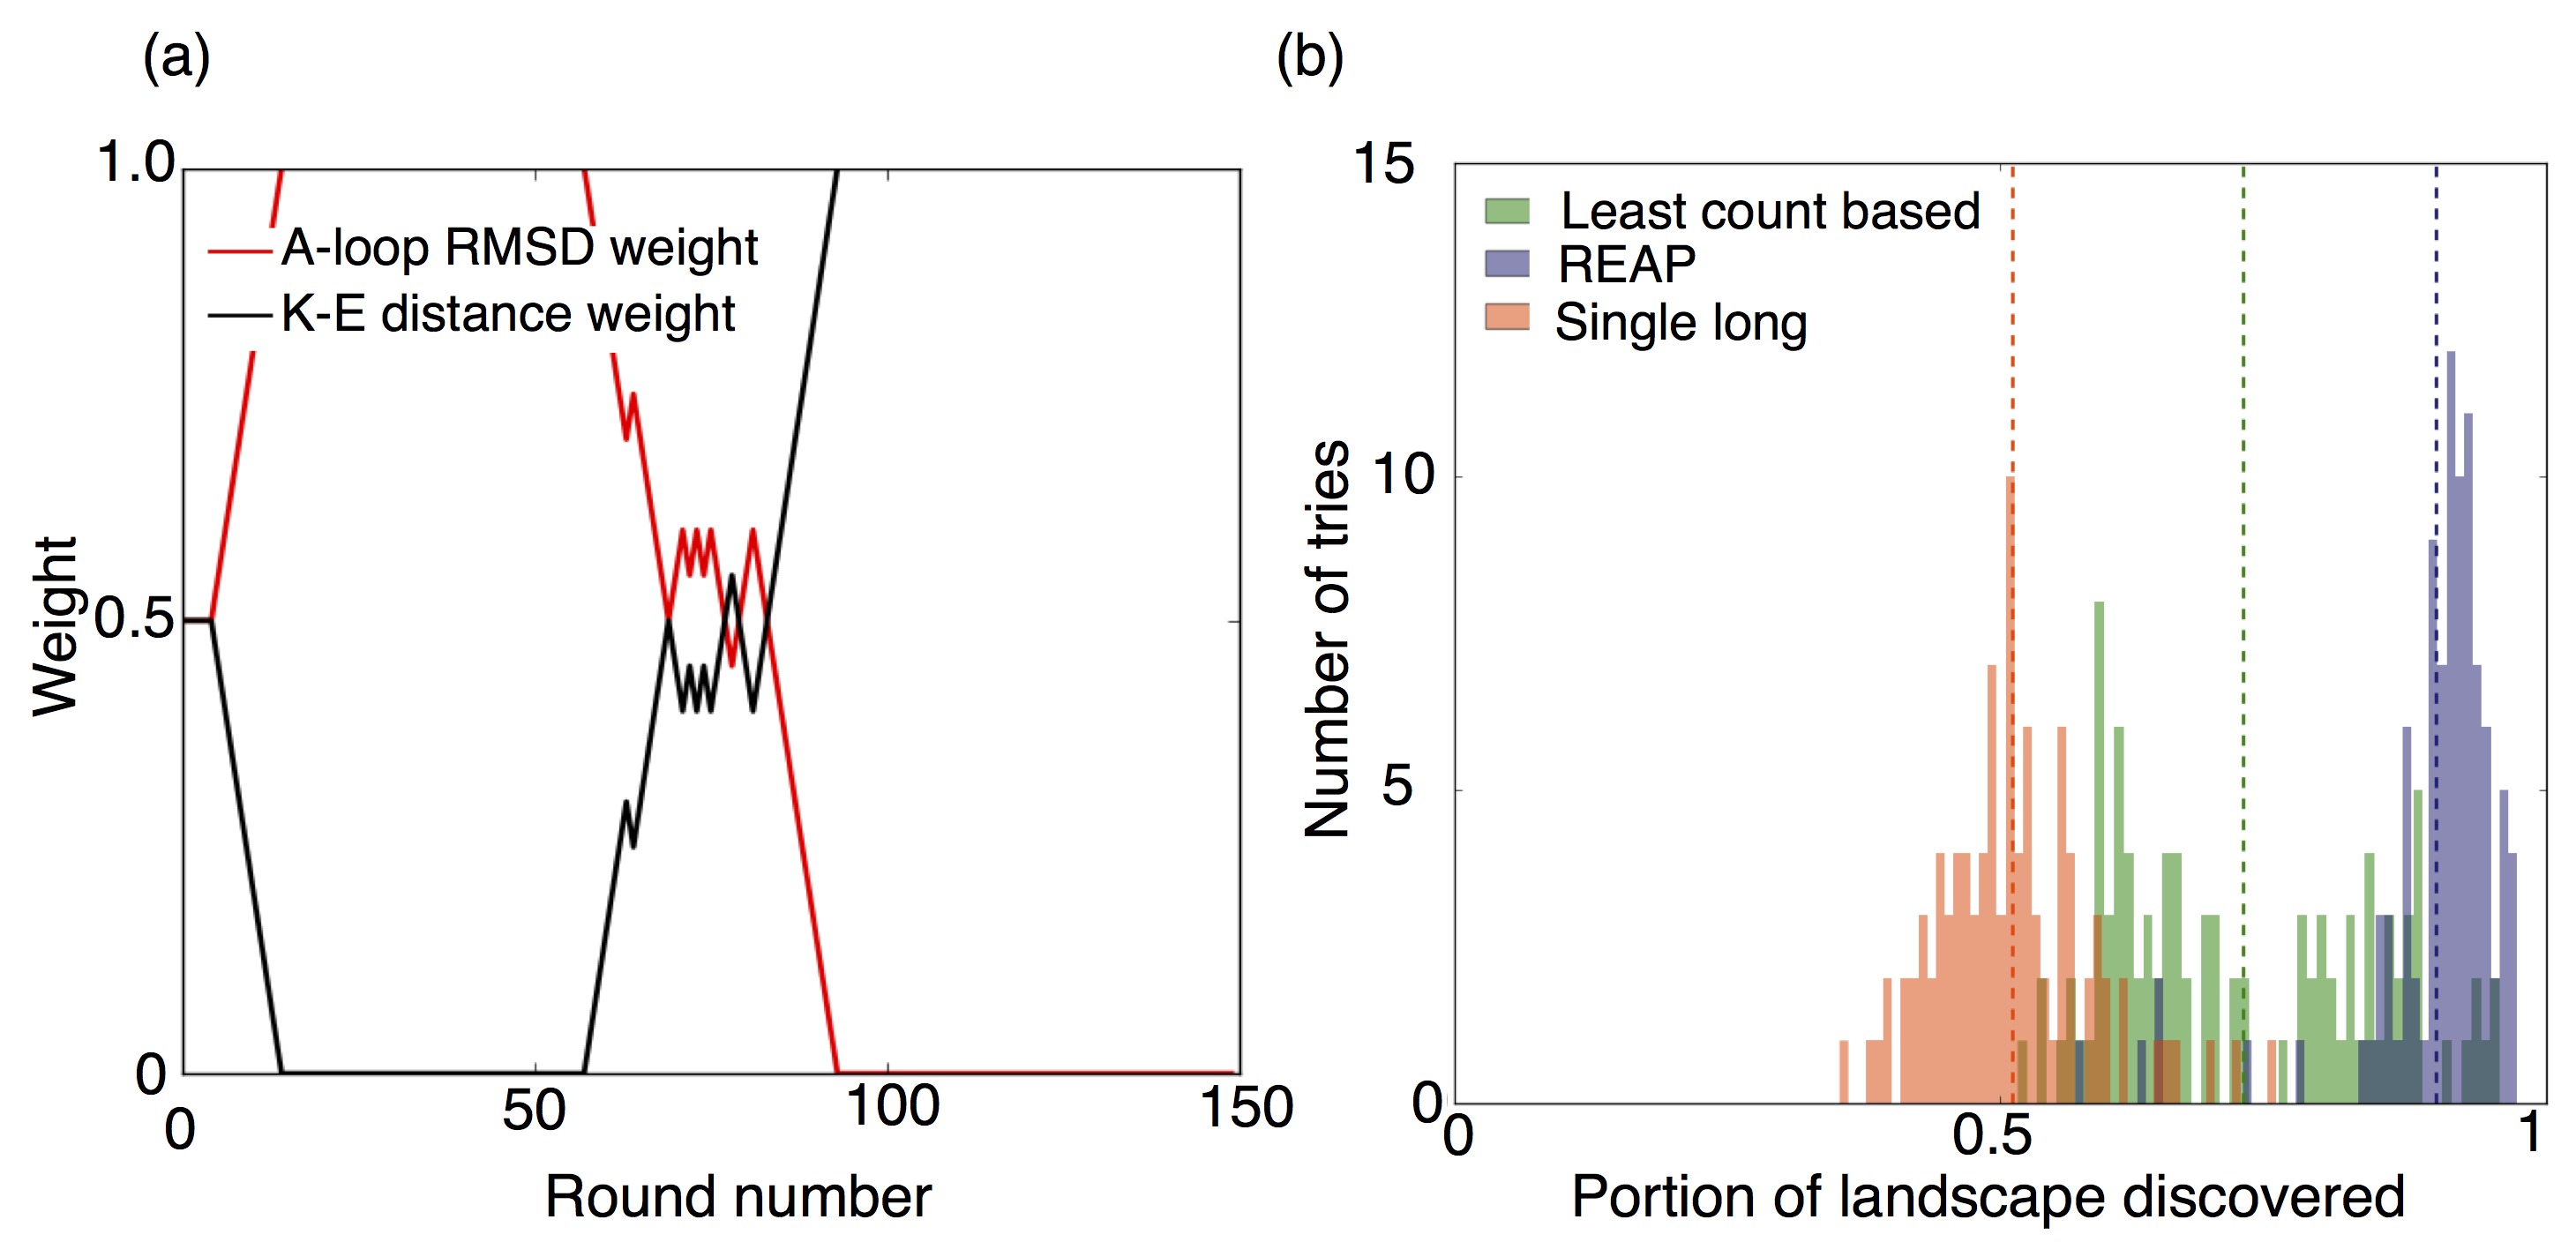 (a)
1.0
A-loop RMSD weight
K-E distance weight
Weight
0.5
0
0
50
100
150
Round number
(b)
15
Least count based
REAP
Single long
10
Number of tries
5
0
0
0.5
1
Portion of landscape discovered